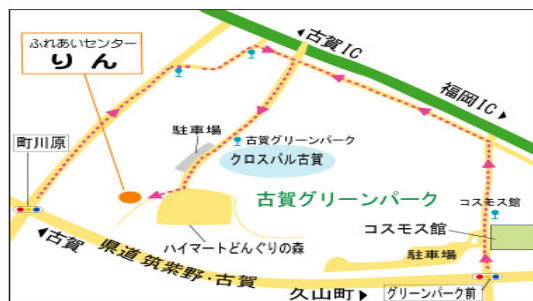 ふれあいセンター
りん
◀古賀IC
福岡IC▶
駐車場
古賀グリーンパーク
クロスパル古賀
町川原
古賀グリーンパーク
コスモス館
コスモス館
駐車場
ハイマートどんぐりの森
◀古賀
県道 筑紫野・古賀
久山町▶
グリーンパーク前